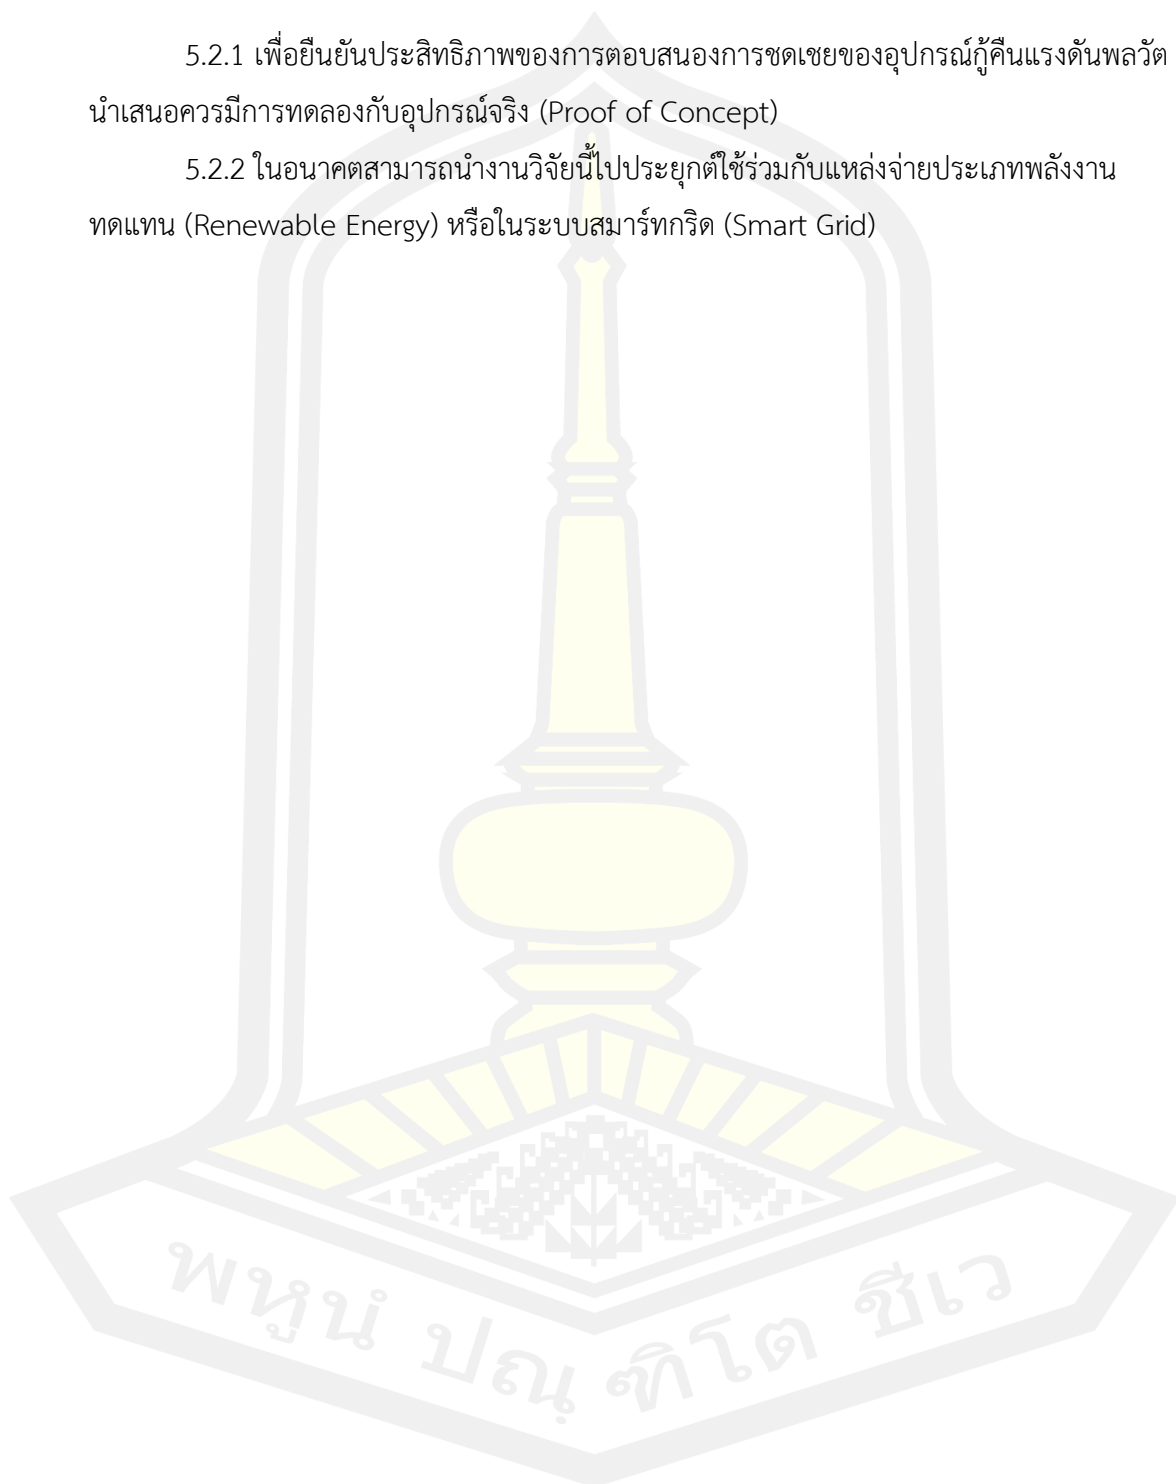 5.2.1 เพื่อยืนยันประสิทธิภาพของการตอบสนองการชดเชยของอุปกรณ์กู้คืนแรงดันพลวัต
นำเสนอควรมีการทดลองกับอุปกรณ์จริง (Proof of Concept)
5.2.2 ในอนาคตสามารถนำงานวิจัยนี้ไปประยุกต์ใช้ร่วมกับแหล่งจ่ายประเภทพลังงาน
ทดแทน (Renewable Energy) หรือในระบบสมาร์ทกริด (Smart Grid)
พหูนํ ปณฺฑิโต ชีเว